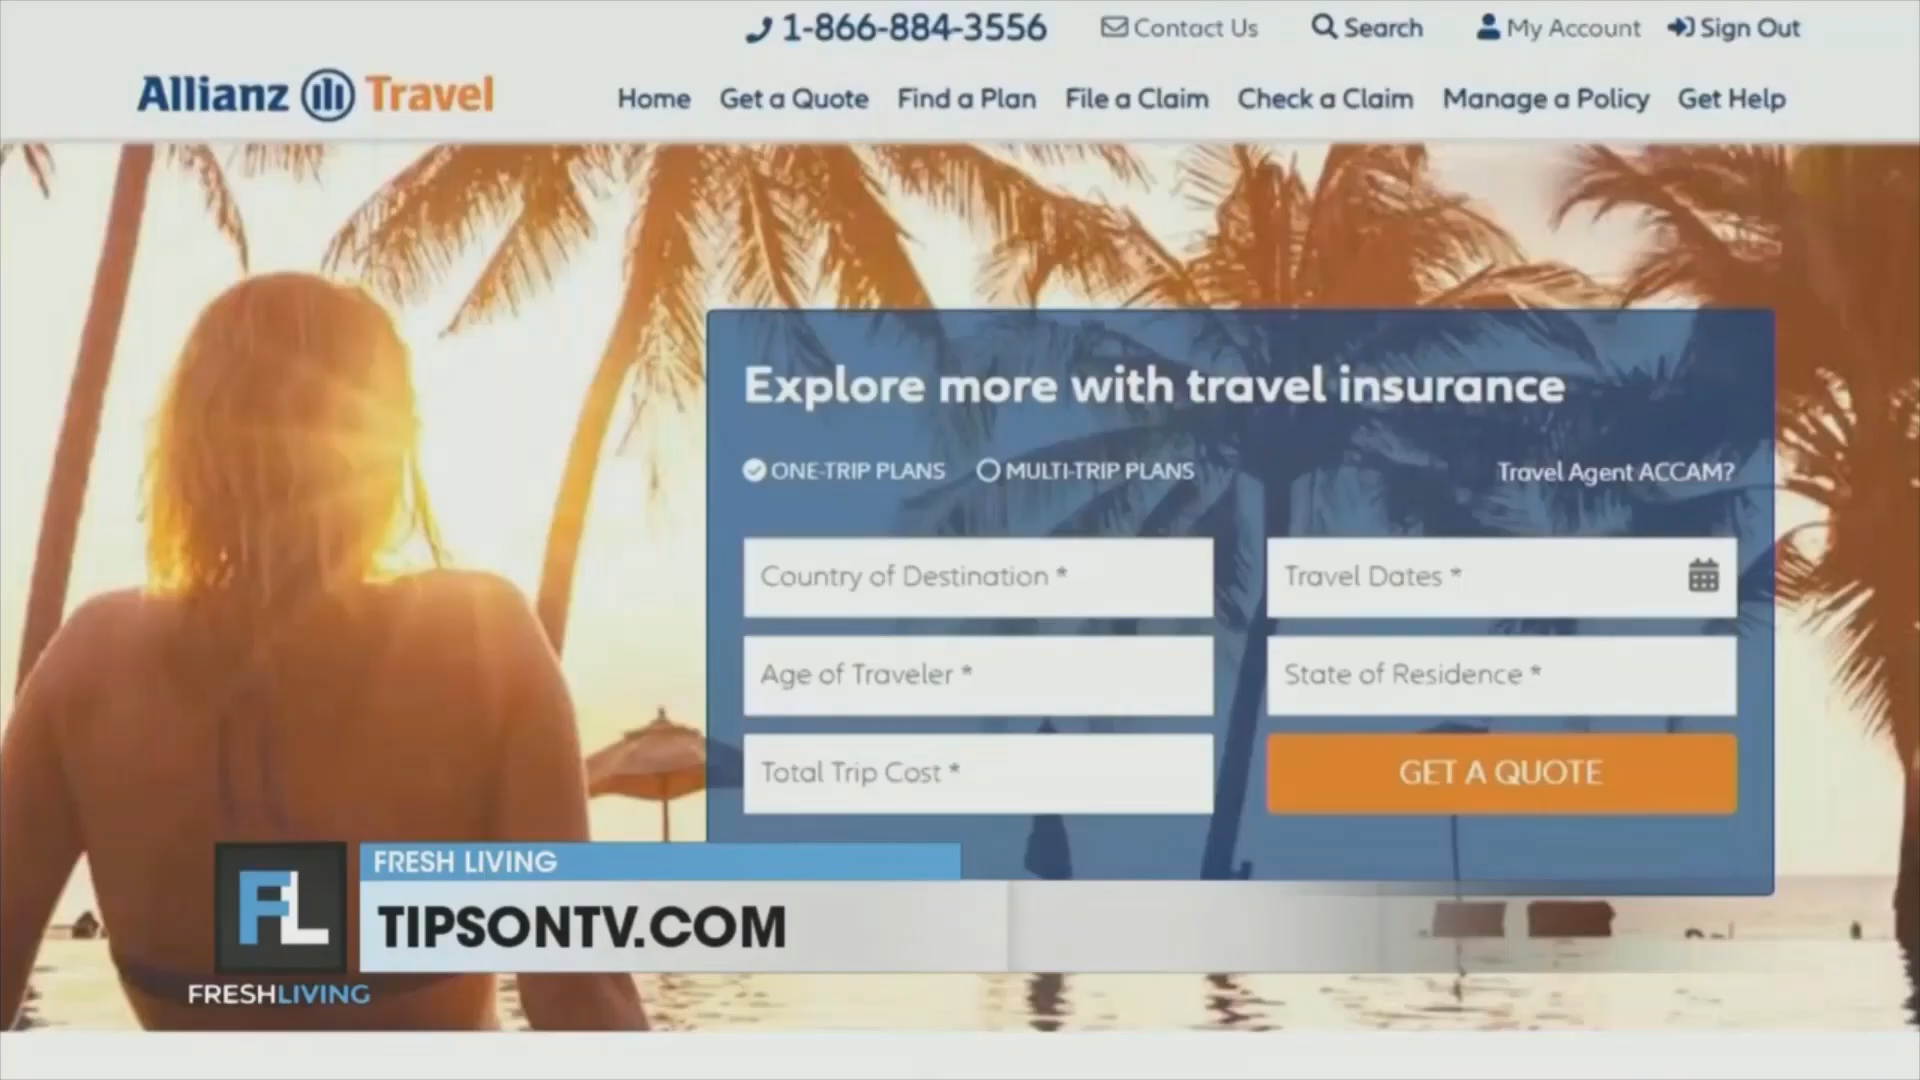 1-866-884-3556 Contact Us Search My Account Sign Out
Allianz Travel
Home Get a Quote Find a Plan File a Claim Check a Claim Manage a Policy Get Help
Explore more with travel insurance
ONE-TRIP PLANS MULTI-TRIP PLANS Travel Agent ACCAM?
Country of Destination * Travel Dates *
Age of Traveler * State of Residence *
Total Trip Cost * GET A QUOTE
FL FRESH LIVING
TIPSONTV.COM
FRESHLIVING